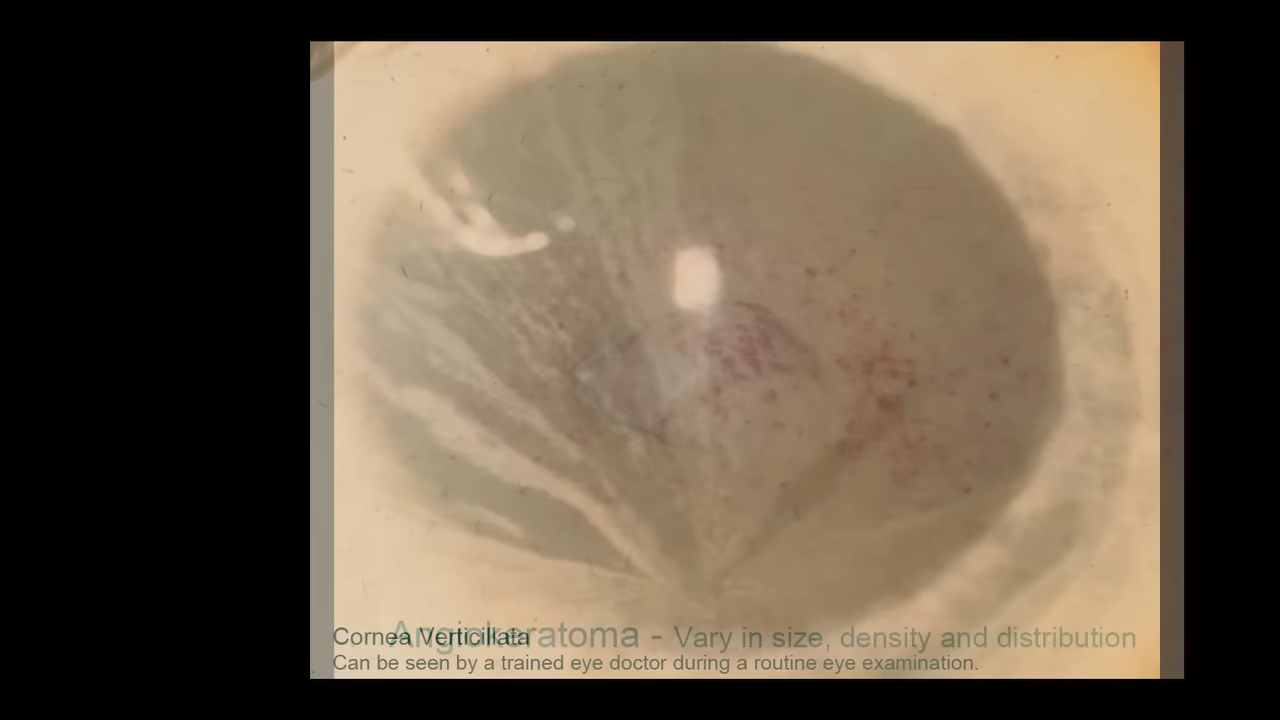 Angiokeratoma - Vary in size, density and distribution
Cornea Verticillata
Can be seen by a trained eye doctor during a routine eye examination.